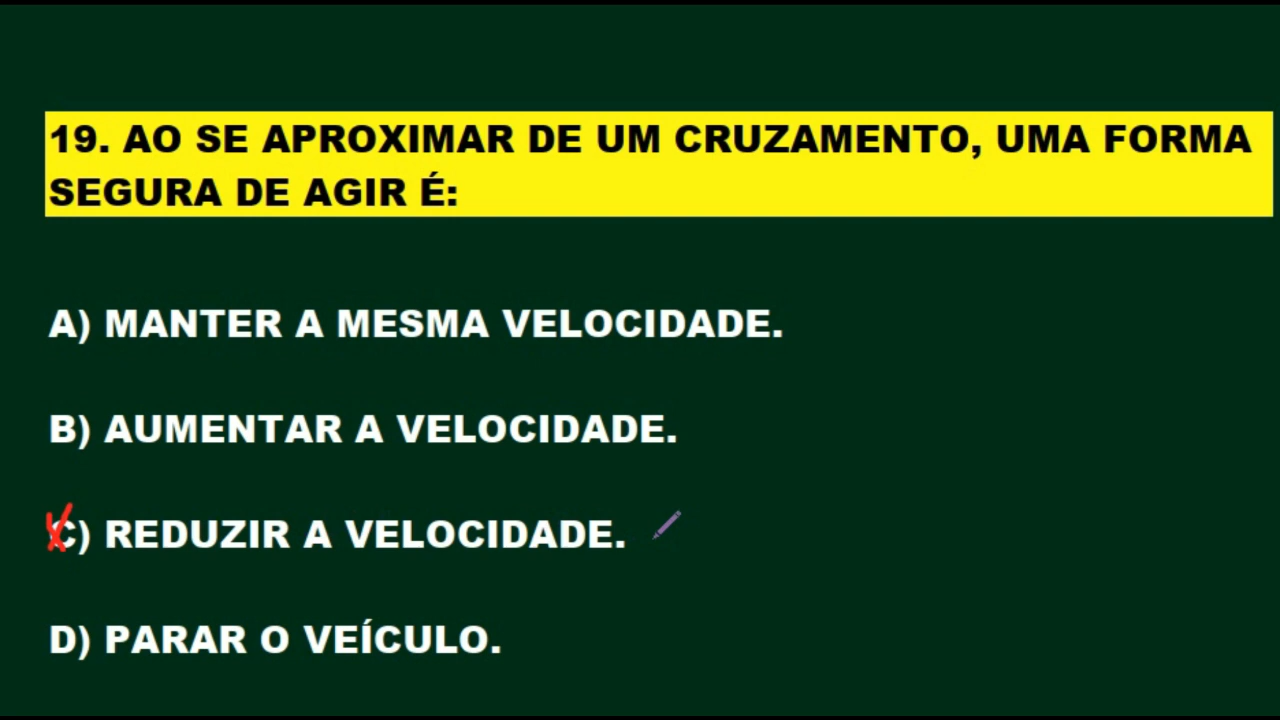 19. AO SE APROXIMAR DE UM CRUZAMENTO, UMA FORMA
SEGURA DE AGIR É:
A) MANTER A MESMA VELOCIDADE.
B) AUMENTAR A VELOCIDADE.
C) REDUZIR A VELOCIDADE.
D) PARAR O VEÍCULO.